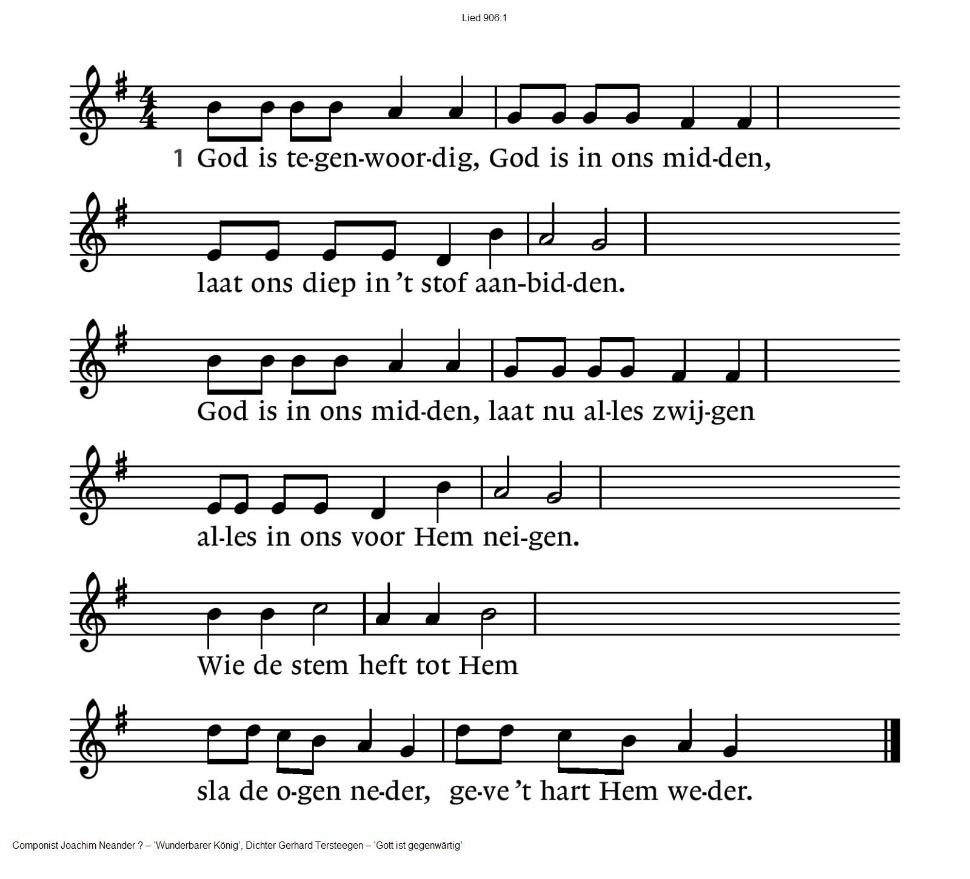 Lied 906:1
4
4
1 God is te-gen-woor-dig, God is in ons mid-den,
laat ons diep in 't stof aan-bid-den.
God is in ons mid-den, laat nu al-les zwij-gen
al-les in ons voor Hem nei-gen.
Wie de stem heft tot Hem
sla de o-gen ne-der, ge-ve 't hart Hem we-der.
Componist Joachim Neander ? – 'Wunderbarer König', Dichter Gerhard Tersteegen – 'Gott ist gegenwärtig'